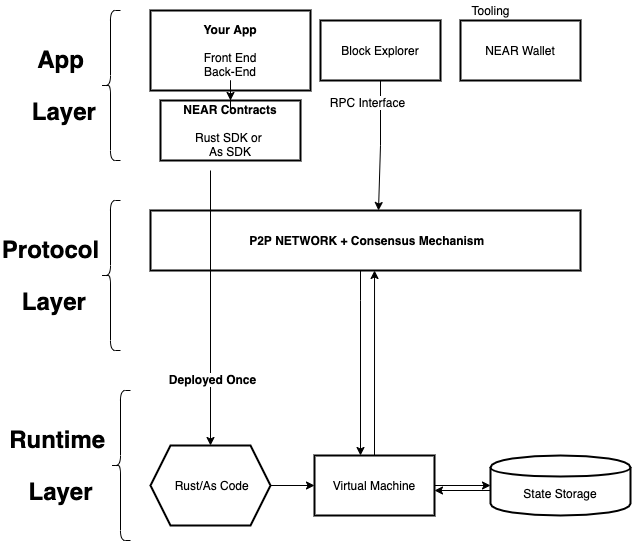 Tooling
App
Layer
Your App
Front End
Back-End
Block Explorer
NEAR Wallet
NEAR Contracts
Rust SDK or
As SDK
RPC Interface
Protocol
Layer
P2P NETWORK + Consensus Mechanism
Deployed Once
Runtime
Layer
Rust/As Code
Virtual Machine
State Storage